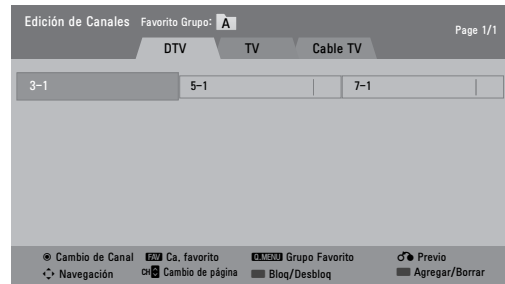 Edición de Canales Favorito Grupo: A Page 1/1
DTV TV Cable TV
3-1 5-1 7-1
Cambio de Canal FAV Ca. favorito Q.MENU Grupo Favorito Previo
Navegación CH Cambio de página Bloq/Desbloq Agregar/Borrar